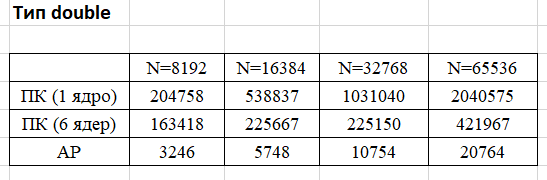 Тип double
N=8192 N=16384 N=32768 N=65536
ПК (1 ядро) 204758 538837 1031040 2040575
ПК (6 ядер) 163418 225667 225150 421967
АР 3246 5748 10754 20764